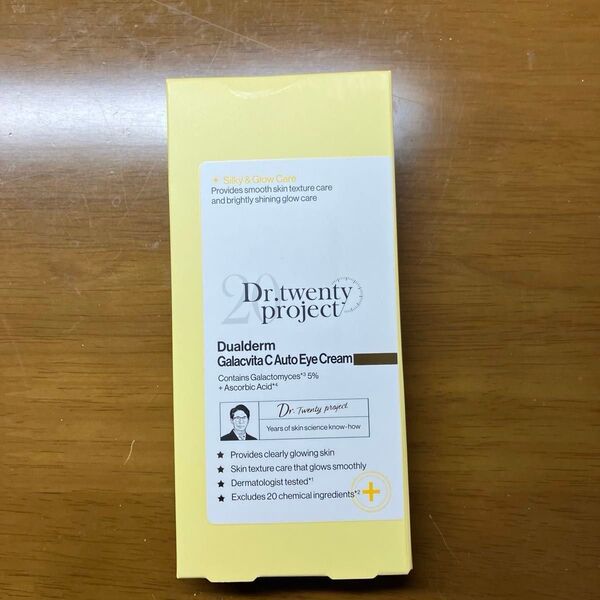 + Silky & Glow Care
Provides smooth skin texture care
and brightly shining glow care
20
Dr.twenty
project
Dualderm
Galacvita C Auto Eye Cream
Contains Galactomyces*³ 5%
+ Ascorbic Acid*⁴
Dr. Twenty project
Years of skin science know-how
★ Provides clearly glowing skin
★ Skin texture care that glows smoothly
★ Dermatologist tested*¹
★ Excludes 20 chemical ingredients*²